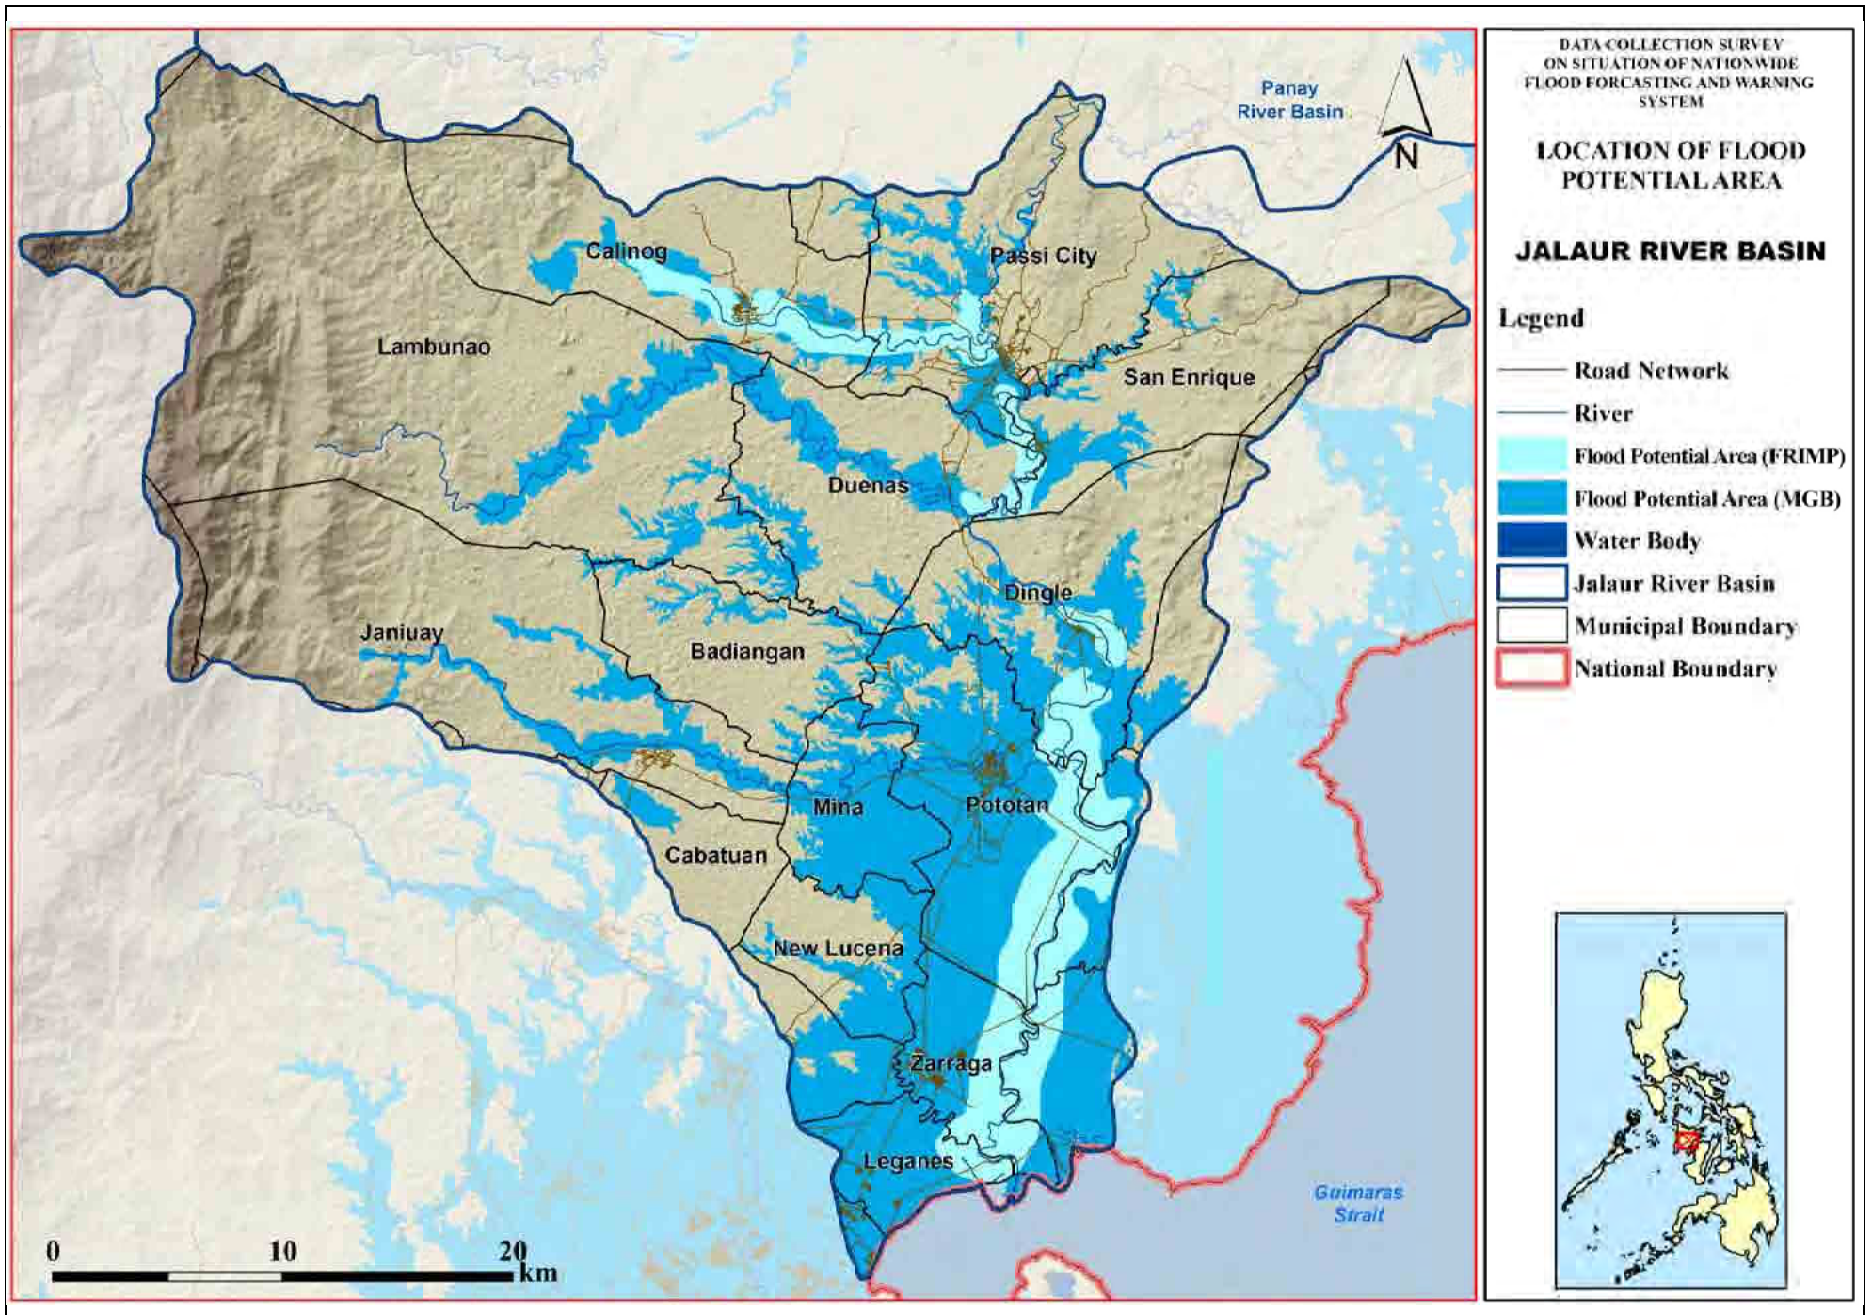 Panay
River Basin
N
Calinog
Passi City
Lambunao
San Enrique
Duenas
Dingle
Janiuay
Badiangan
Mina
Pototan
Cabatuan
New Lucena
Zarraga
Leganes
Guimaras
Strait
0 10 20
km
DATA COLLECTION SURVEY
ON SITUATION OF NATIONWIDE
FLOOD FORCASTING AND WARNING
SYSTEM
LOCATION OF FLOOD
POTENTIAL AREA
JALAUR RIVER BASIN
Legend
Road Network
River
Flood Potential Area (FRIMP)
Flood Potential Area (MGB)
Water Body
Jalaur River Basin
Municipal Boundary
National Boundary